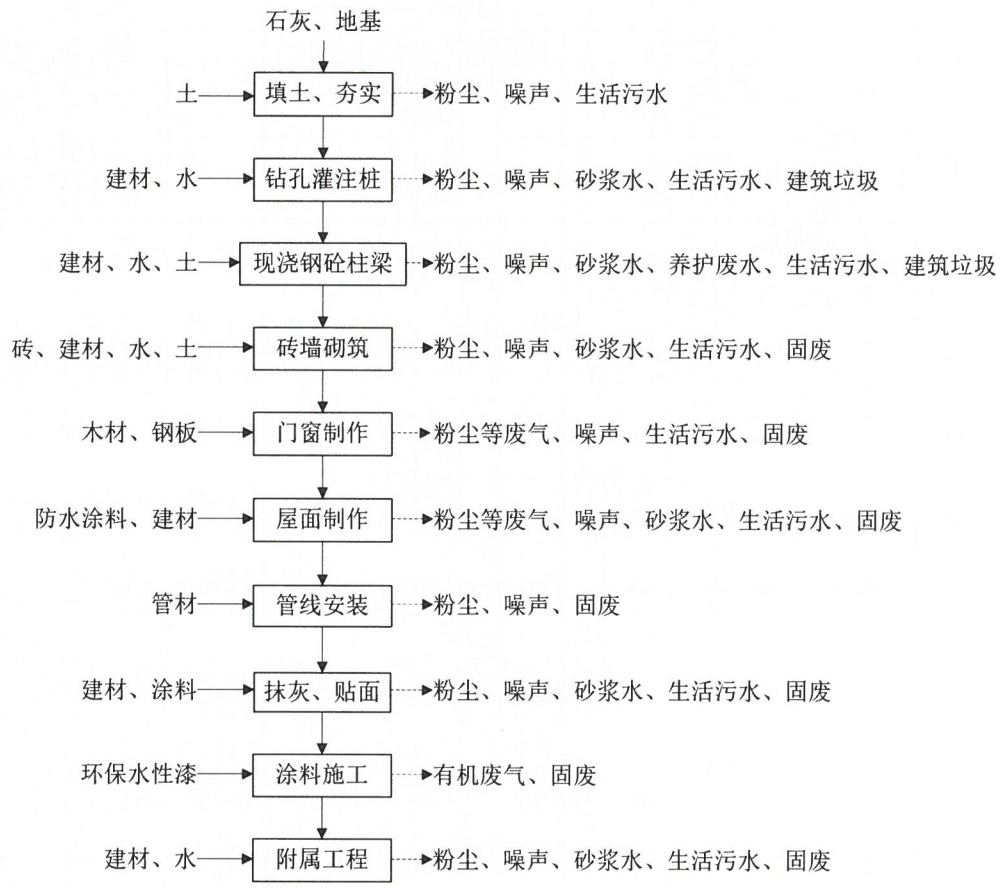 石灰、地基
土 填土、夯实 粉尘、噪声、生活污水
建材、水 钻孔灌注桩 粉尘、噪声、砂浆水、生活污水、建筑垃圾
建材、水、土 现浇钢砼柱梁 粉尘、噪声、砂浆水、养护废水、生活污水、建筑垃圾
砖、建材、水、土 砖墙砌筑 粉尘、噪声、砂浆水、生活污水、固废
木材、钢板 门窗制作 粉尘等废气、噪声、生活污水、固废
防水涂料、建材 屋面制作 粉尘等废气、噪声、砂浆水、生活污水、固废
管材 管线安装 粉尘、噪声、固废
建材、涂料 抹灰、贴面 粉尘、噪声、砂浆水、生活污水、固废
环保水性漆 涂料施工 有机废气、固废
建材、水 附属工程 粉尘、噪声、砂浆水、生活污水、固废